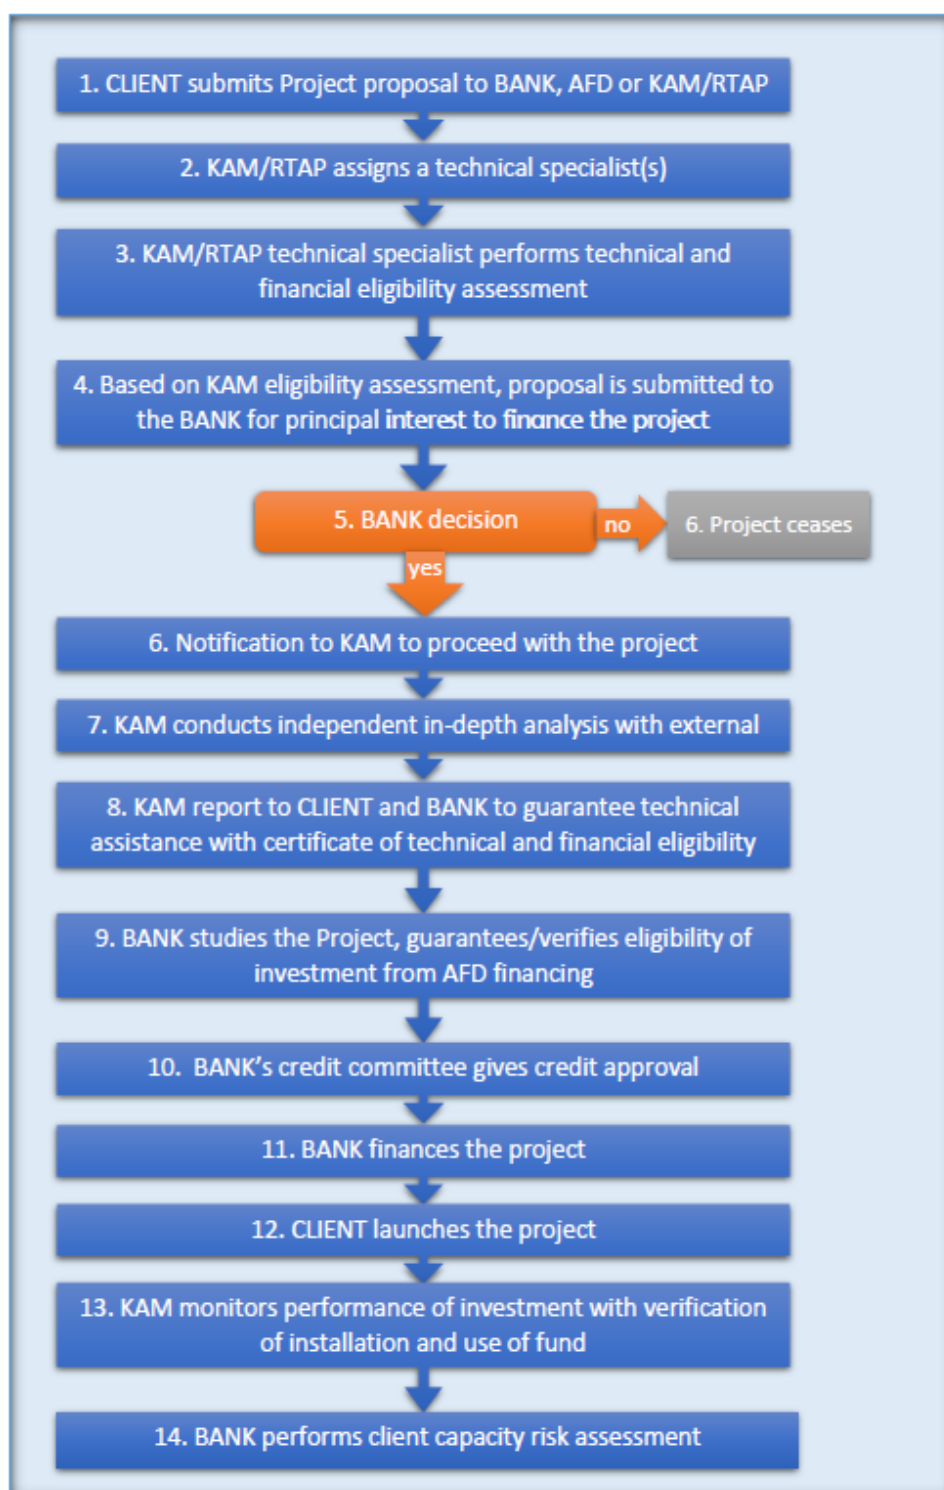 1. CLIENT submits Project proposal to BANK, AFD or KAM/RTAP
2. KAM/RTAP assigns a technical specialist(s)
3. KAM/RTAP technical specialist performs technical and
financial eligibility assessment
4. Based on KAM eligibility assessment, proposal is submitted to
the BANK for principal interest to finance the project
5. BANK decision
no
6. Project ceases
yes
6. Notification to KAM to proceed with the project
7. KAM conducts independent in-depth analysis with external
8. KAM report to CLIENT and BANK to guarantee technical
assistance with certificate of technical and financial eligibility
9. BANK studies the Project, guarantees/verifies eligibility of
investment from AFD financing
10. BANK's credit committee gives credit approval
11. BANK finances the project
12. CLIENT launches the project
13. KAM monitors performance of investment with verification
of installation and use of fund
14. BANK performs client capacity risk assessment